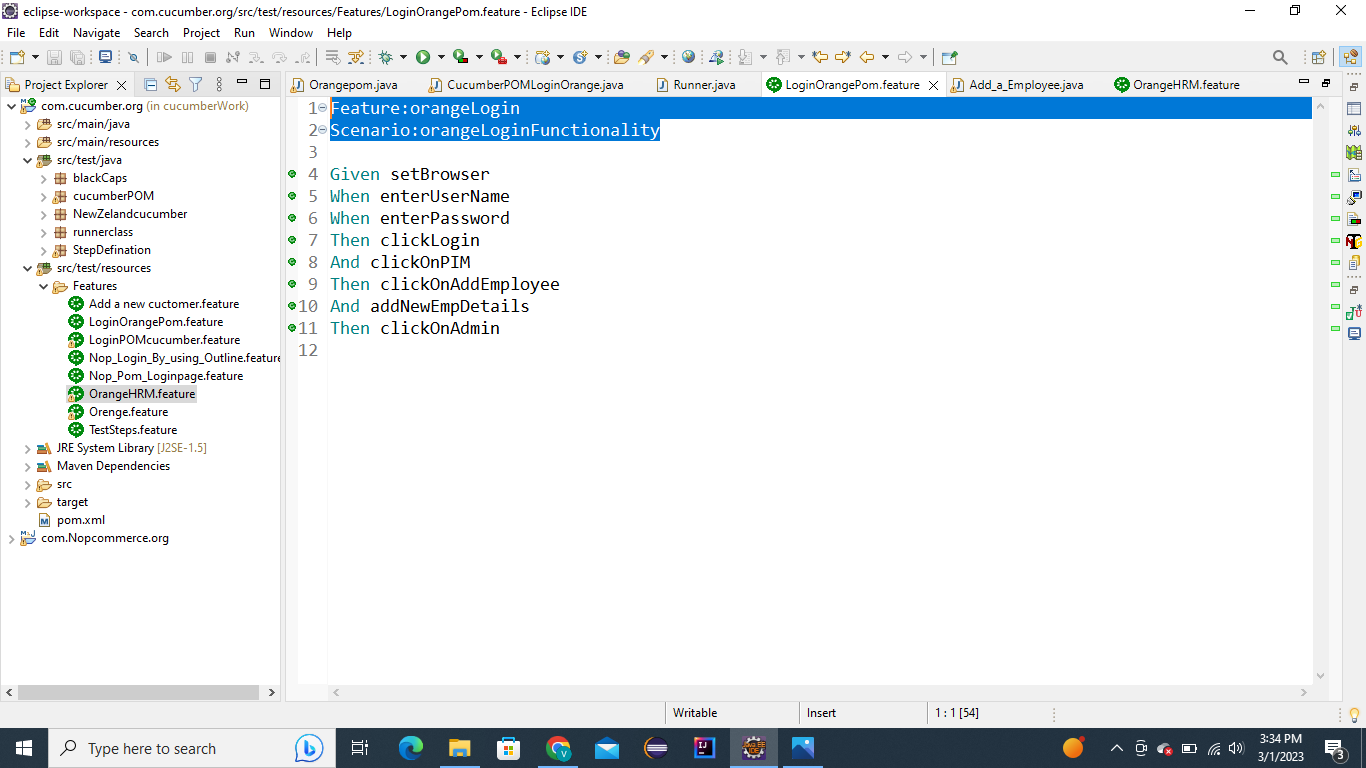 eclipse-workspace - com.cucumber.org/src/test/resources/Features/LoginOrangePom.feature - Eclipse IDE
File Edit Navigate Search Project Run Window Help
Project Explorer
Orangepom.java CucumberPOMLoginOrange.java Runner.java LoginOrangePom.feature Add_a_Employee.java OrangeHRM.feature
com.cucumber.org (in cucumberWork)
src/main/java
src/main/resources
src/test/java
blackCaps
cucumberPOM
NewZelandcucumber
runnerclass
StepDefination
src/test/resources
Features
Add a new cuctomer.feature
LoginOrangePom.feature
LoginPOMcucumber.feature
Nop_Login_By_using_Outline.feature
Nop_Pom_Loginpage.feature
OrangeHRM.feature
Orenge.feature
TestSteps.feature
JRE System Library [J2SE-1.5]
Maven Dependencies
src
target
pom.xml
com.Nopcommerce.org
1 Feature:orangeLogin
2 Scenario:orangeLoginFunctionality
3
4 Given setBrowser
5 When enterUserName
6 When enterPassword
7 Then clickLogin
8 And clickOnPIM
9 Then clickOnAddEmployee
10 And addNewEmpDetails
11 Then clickOnAdmin
12
Writable Insert 1 : 1 [54]
Type here to search
3:34 PM
3/1/2023
3